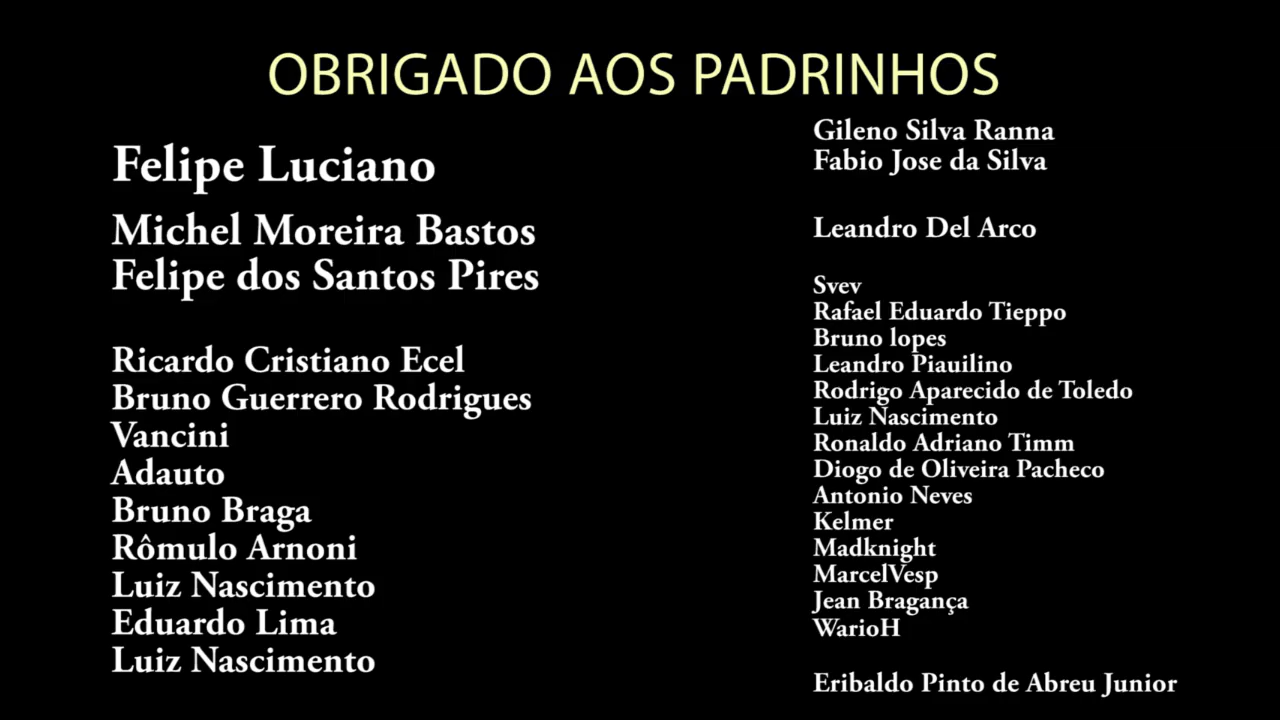 OBRIGADO AOS PADRINHOS
Felipe Luciano
Michel Moreira Bastos
Felipe dos Santos Pires
Ricardo Cristiano Ecel
Bruno Guerrero Rodrigues
Vancini
Adauto
Bruno Braga
Rômulo Arnoni
Luiz Nascimento
Eduardo Lima
Luiz Nascimento
Gileno Silva Ranna
Fabio Jose da Silva
Leandro Del Arco
Svev
Rafael Eduardo Tieppo
Bruno lopes
Leandro Piauilino
Rodrigo Aparecido de Toledo
Luiz Nascimento
Ronaldo Adriano Timm
Diogo de Oliveira Pacheco
Antonio Neves
Kelmer
Madknight
MarcelVesp
Jean Bragança
WarioH
Eribaldo Pinto de Abreu Junior